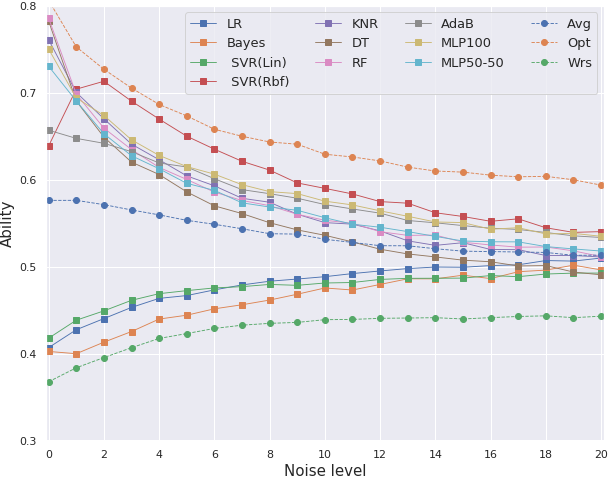 0.8
0.7
0.6
0.5
0.4
0.3
Ability
LR
Bayes
SVR(Lin)
SVR(Rbf)
KNR
DT
RF
AdaB
MLP100
MLP50-50
Avg
Opt
Wrs
0 2 4 6 8 10 12 14 16 18 20
Noise level